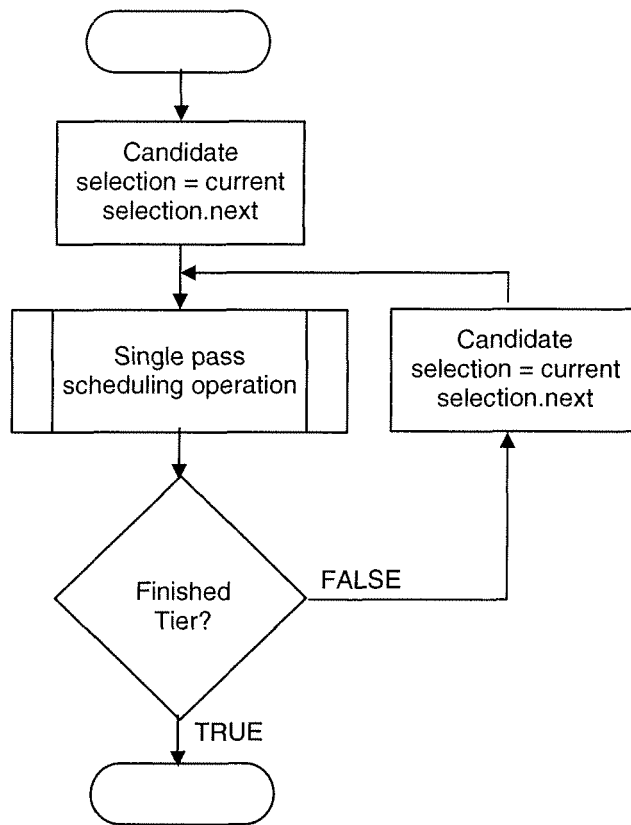 Candidate
selection = current
selection.next
Single pass
scheduling operation
Candidate
selection = current
selection.next
Finished
Tier?
FALSE
TRUE